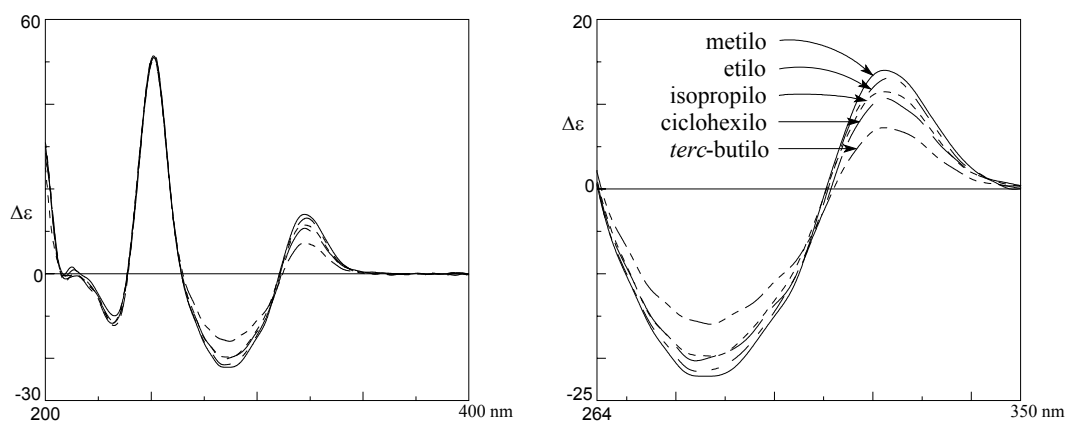 60
Δε
0
-30
200
400 nm
20
metilo
etilo
isopropilo
Δε
ciclohexilo
terc-butilo
0
-25
264
350 nm